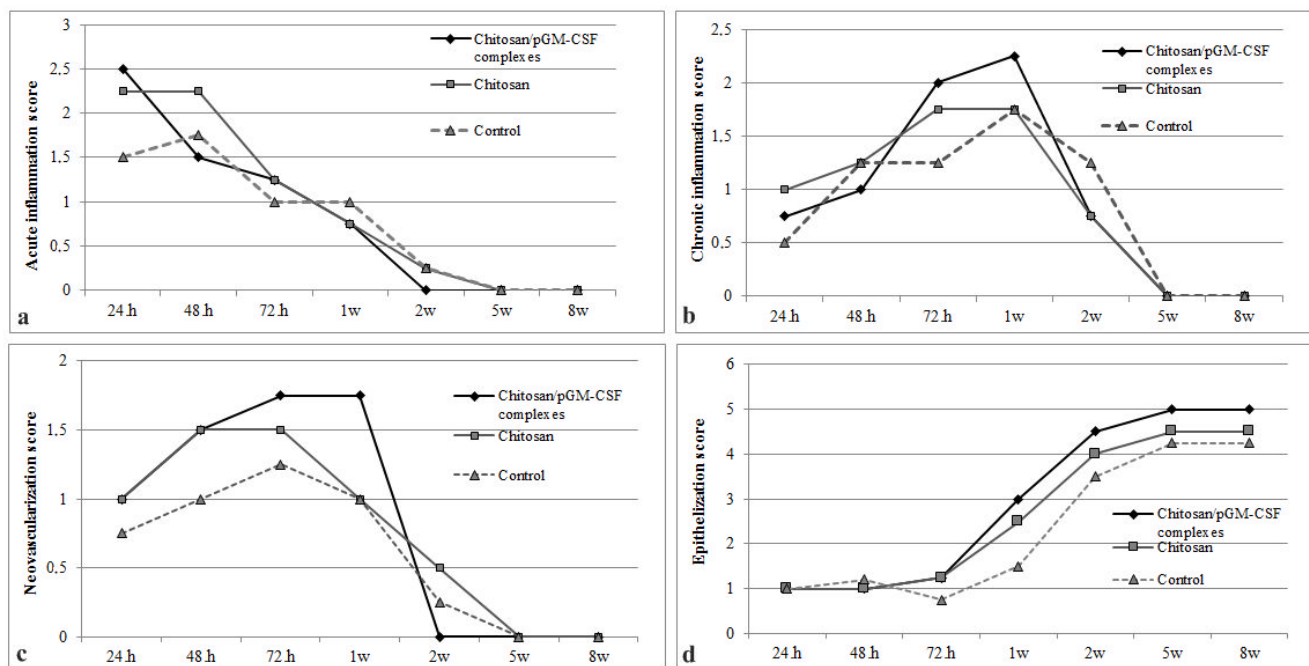 3
2.5
2
1.5
1
0.5
0
Acute inflammation score
Chitosan/pGM-CSF
complexes
Chitosan
Control
24.h 48.h 72.h 1w 2w 5w 8w
a
2.5
2
1.5
1
0.5
0
Chronic inflammation score
Chitosan/pGM-CSF
complexes
Chitosan
Control
24.h 48.h 72.h 1w 2w 5w 8w
b
2
1.5
1
0.5
0
Neovascularization score
Chitosan/pGM-CSF
complexes
Chitosan
Control
24.h 48.h 72.h 1w 2w 5w 8w
c
6
5
4
3
2
1
0
Epithelization score
Chitosan/pGM-CSF
complexes
Chitosan
Control
24.h 48.h 72.h 1w 2w 5w 8w
d